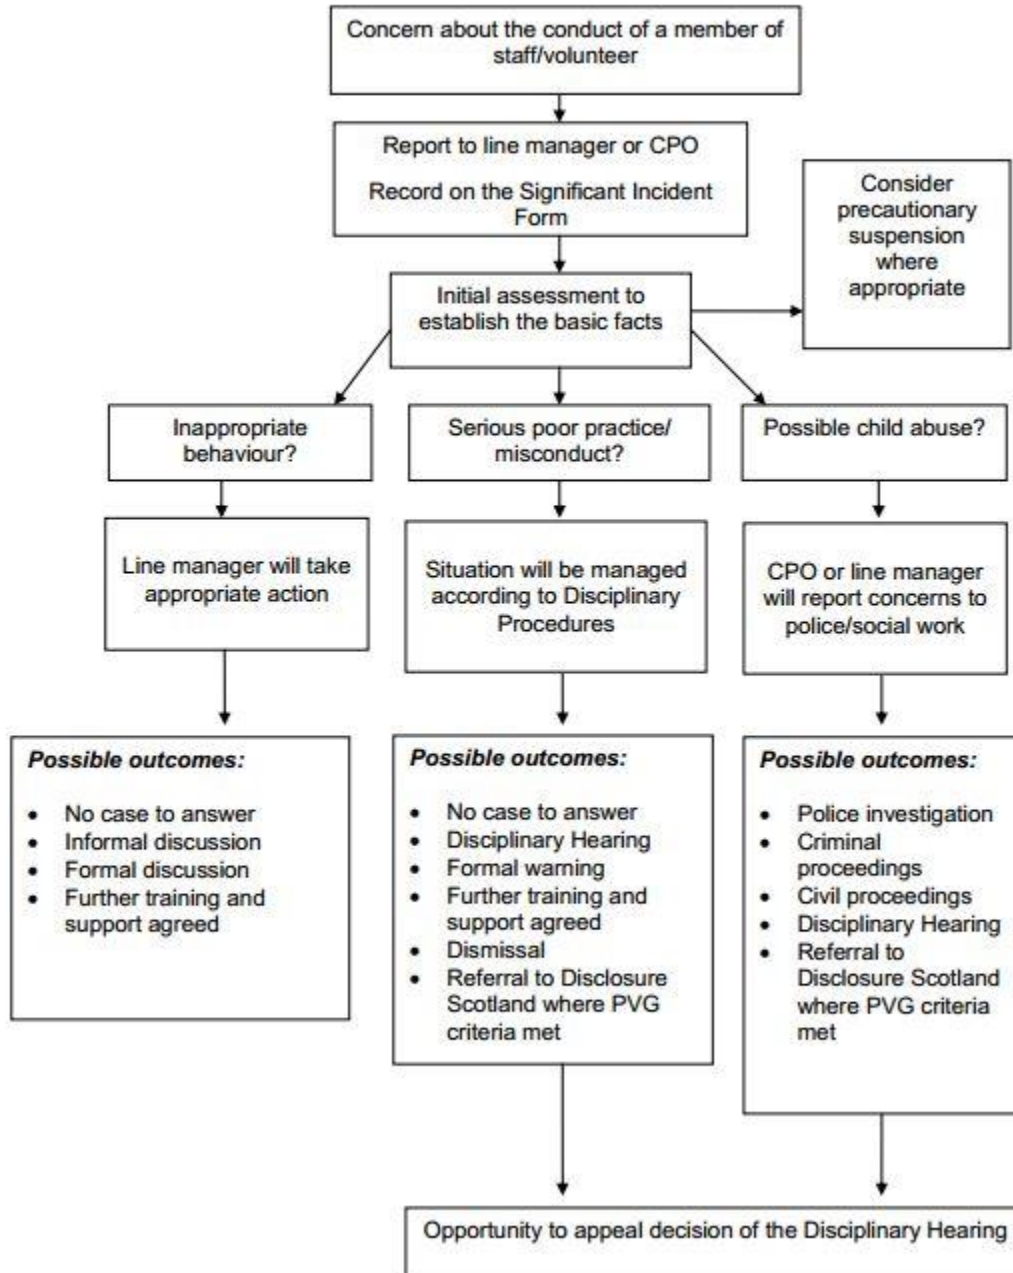 Concern about the conduct of a member of
staff/volunteer
Report to line manager or CPO
Record on the Significant Incident
Form
Consider
precautionary
suspension
where
appropriate
Initial assessment to
establish the basic facts
Inappropriate
behaviour?
Serious poor practice/
misconduct?
Possible child abuse?
Line manager will take
appropriate action
Situation will be managed
according to Disciplinary
Procedures
CPO or line manager
will report concerns to
police/social work
Possible outcomes:
• No case to answer
• Informal discussion
• Formal discussion
• Further training and
support agreed
Possible outcomes:
• No case to answer
• Disciplinary Hearing
• Formal warning
• Further training and
support agreed
• Dismissal
• Referral to Disclosure
Scotland where PVG
criteria met
Possible outcomes:
• Police investigation
• Criminal
proceedings
• Civil proceedings
• Disciplinary Hearing
• Referral to
Disclosure Scotland
where PVG criteria
met
Opportunity to appeal decision of the Disciplinary Hearing